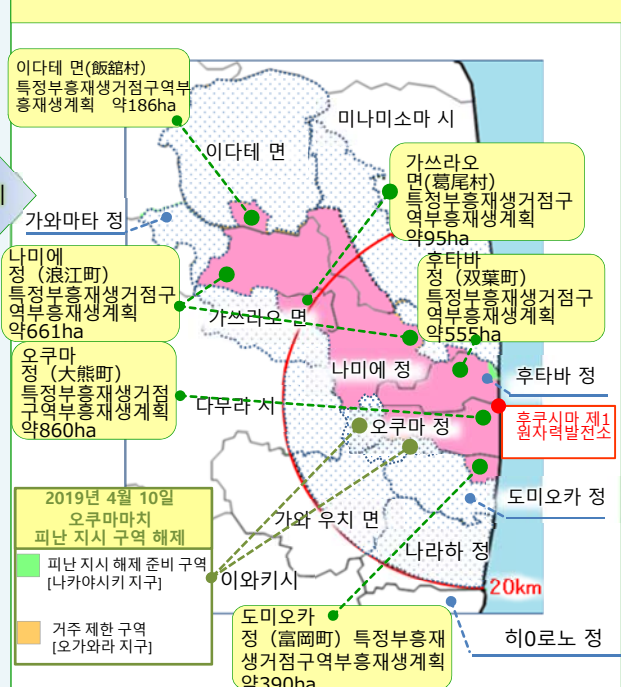 이다테 면(飯舘村)
특정부흥재생거점구역부
흥재생계획 약186ha
미나미소마 시
이다테 면
가쓰라오
면(葛尾村)
특정부흥재생거점구
역부흥재생계획
약95ha
가와마타 정
나미에
정（浪江町）
특정부흥재생거점구
역부흥재생계획
약661ha
후타바
정（双葉町）
특정부흥재생거점구
역부흥재생계획
약555ha
가쓰라오 면
나미에 정
후타바 정
오쿠마
정（大熊町）
특정부흥재생거점
구역부흥재생계획
약860ha
다무라 시
오쿠마 정
후쿠시마 제1
원자력발전소
2019년 4월 10일
오쿠마마치
피난 지시 구역 해제
피난 지시 해제 준비 구역
[나카야시키 지구]
거주 제한 구역
[오가와라 지구]
가와 우치 면
도미오카 정
나라하 정
이와키시
20km
도미오카
정（富岡町）특정부흥재
생거점구역부흥재생계획
약390ha
히0로노 정